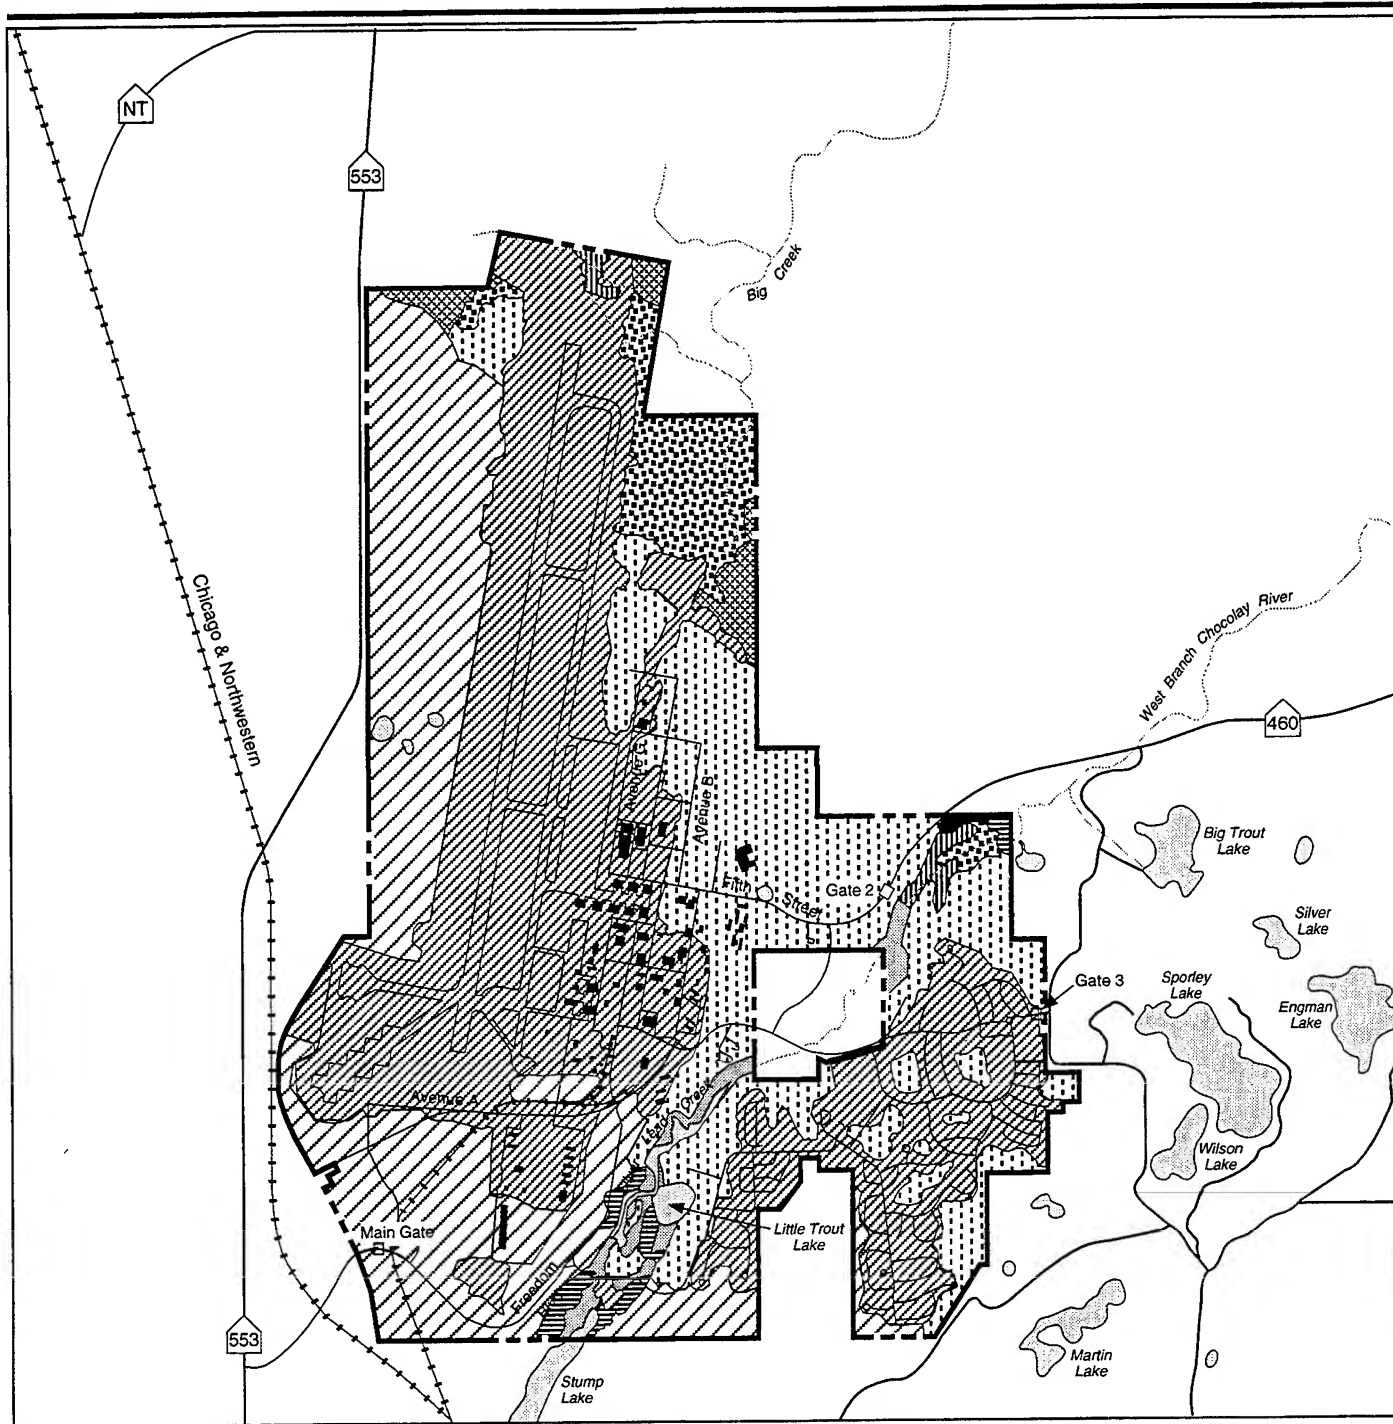 NT
553
Big Creek
Chicago & Northwestern
West Branch Chocolay River
460
Avenue G
Avenue B
Big Trout
Lake
Fifth Street
Gate 2
Silver
Lake
Gate 3
Sporley
Lake
Engman
Lake
Avenue A
Creek
Wilson
Lake
Main Gate
Little Trout
Lake
Freedom
553
Martin
Lake
Stump
Lake